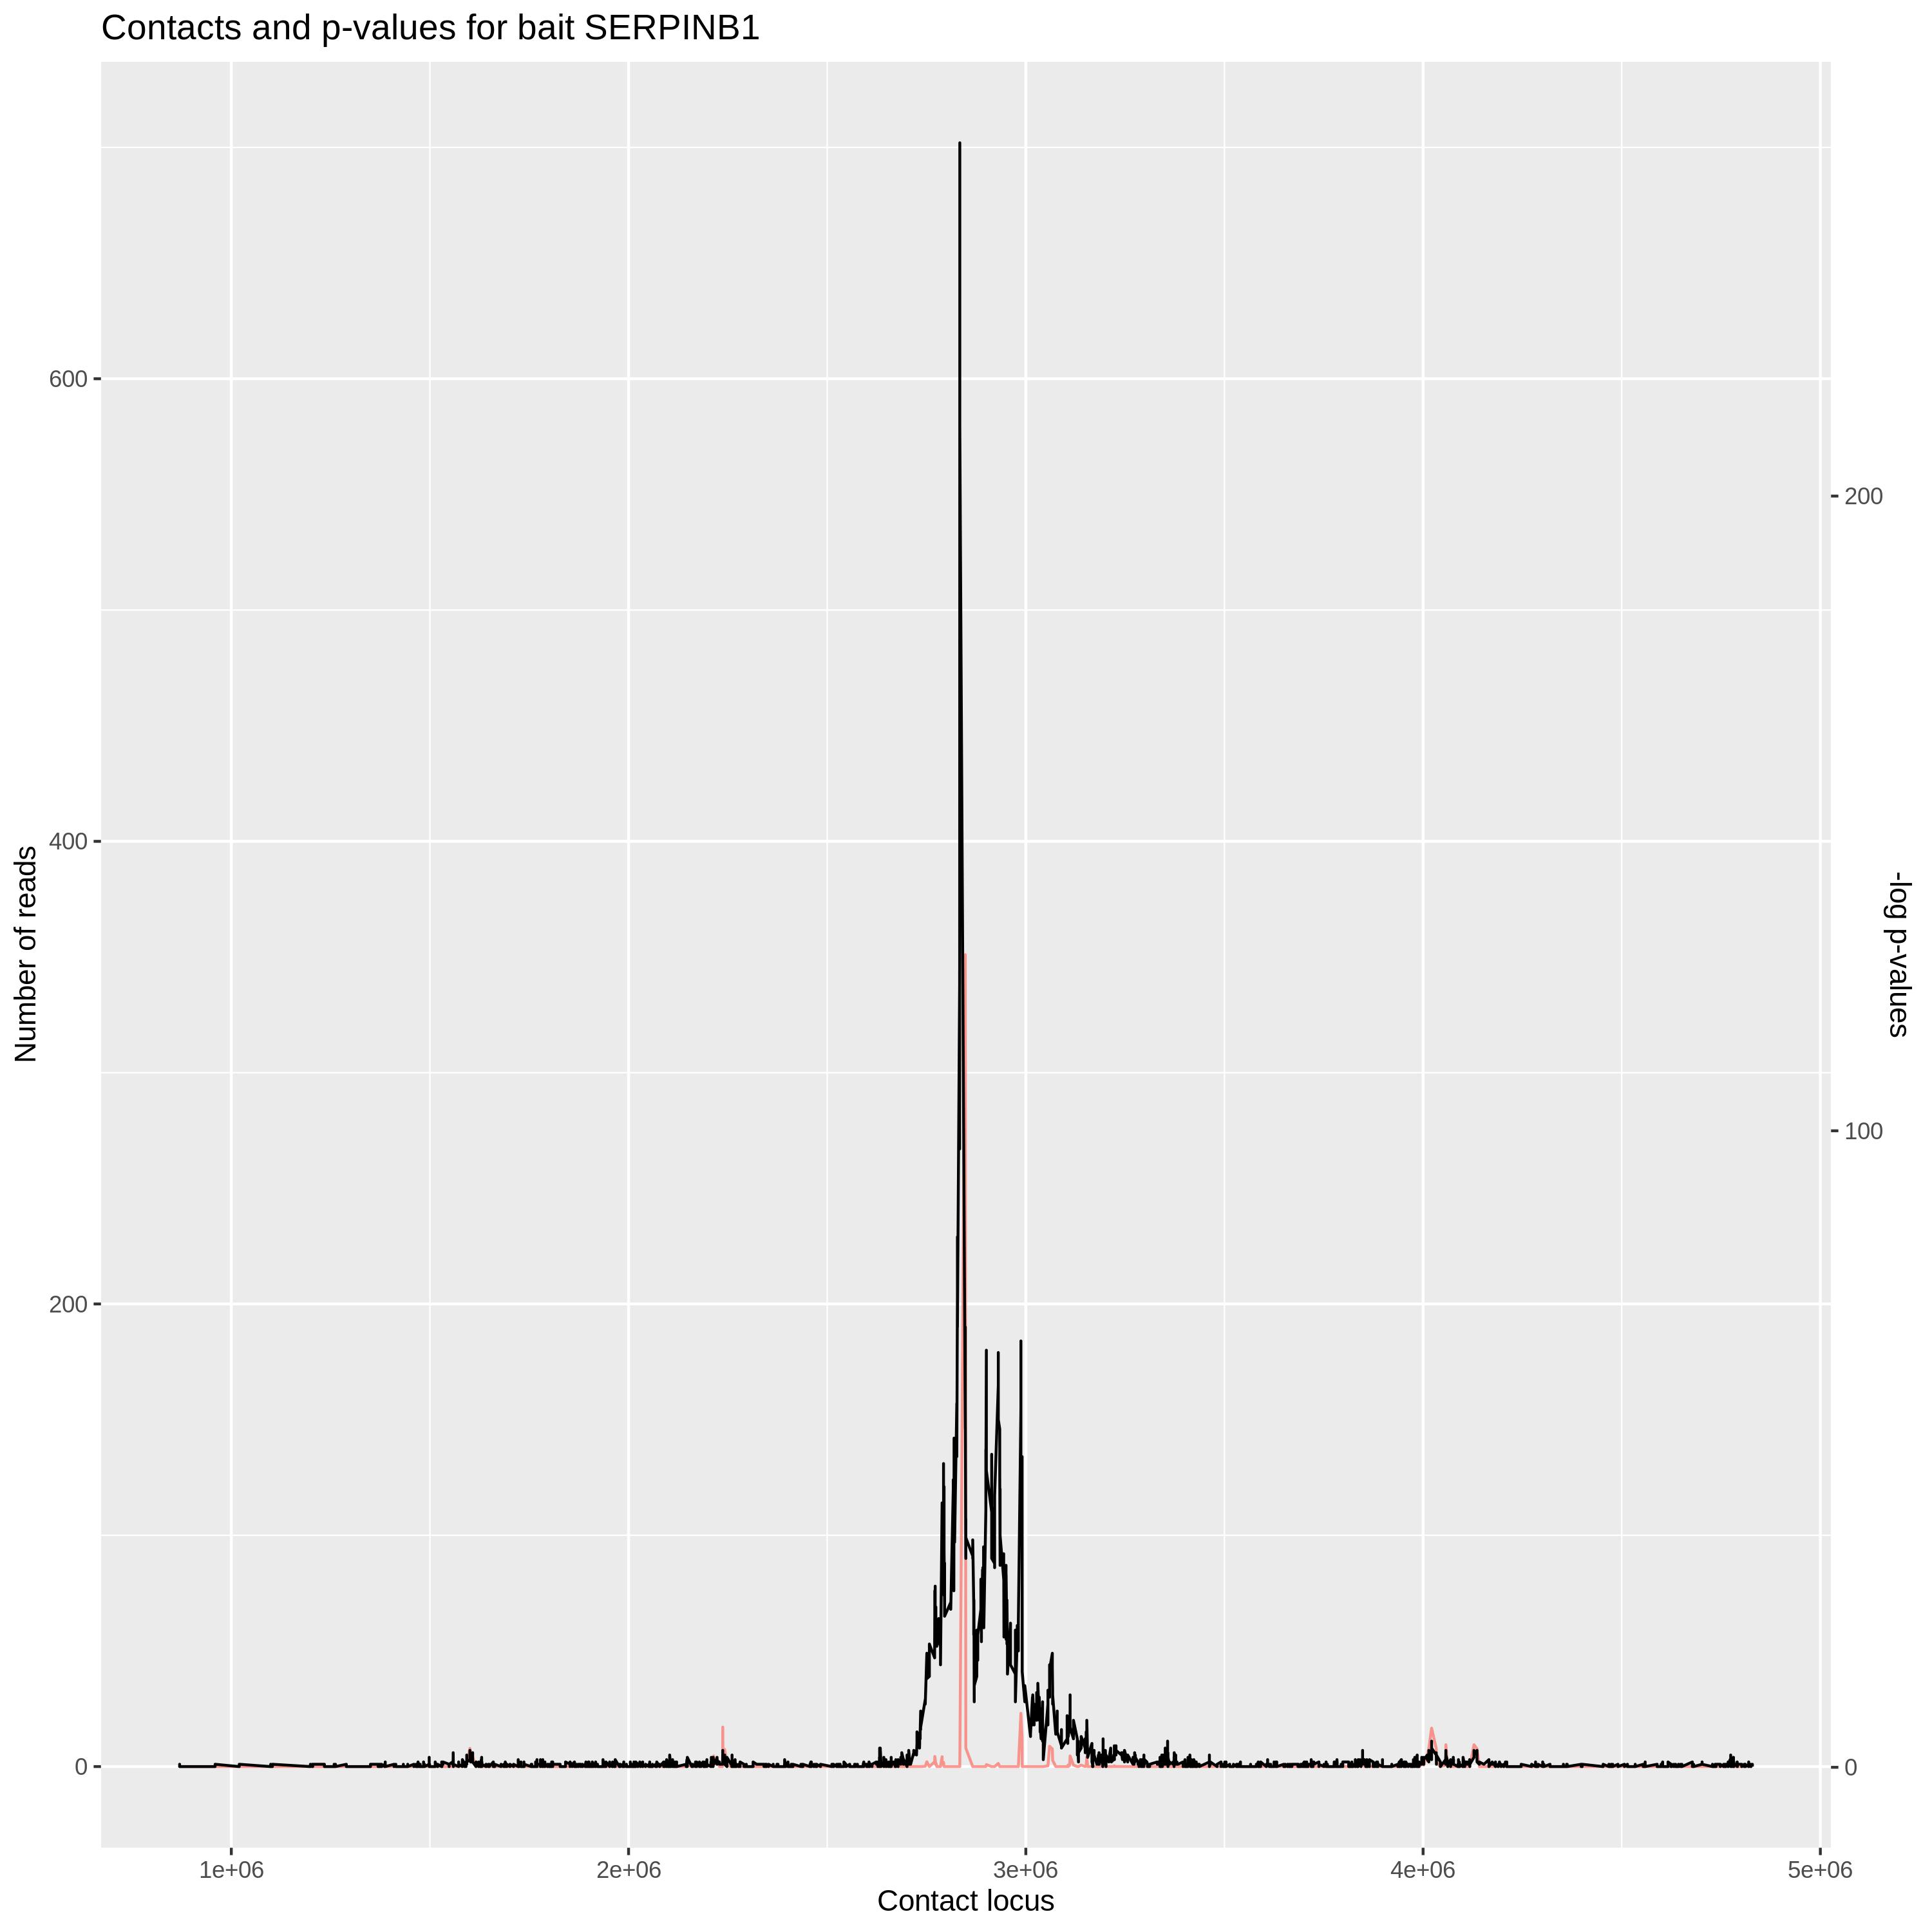 Contacts and p-values for bait SERPINB1
Number of reads
600
400
200
0
200
100
0
-log p-values
1e+06 2e+06 3e+06 4e+06 5e+06
Contact locus